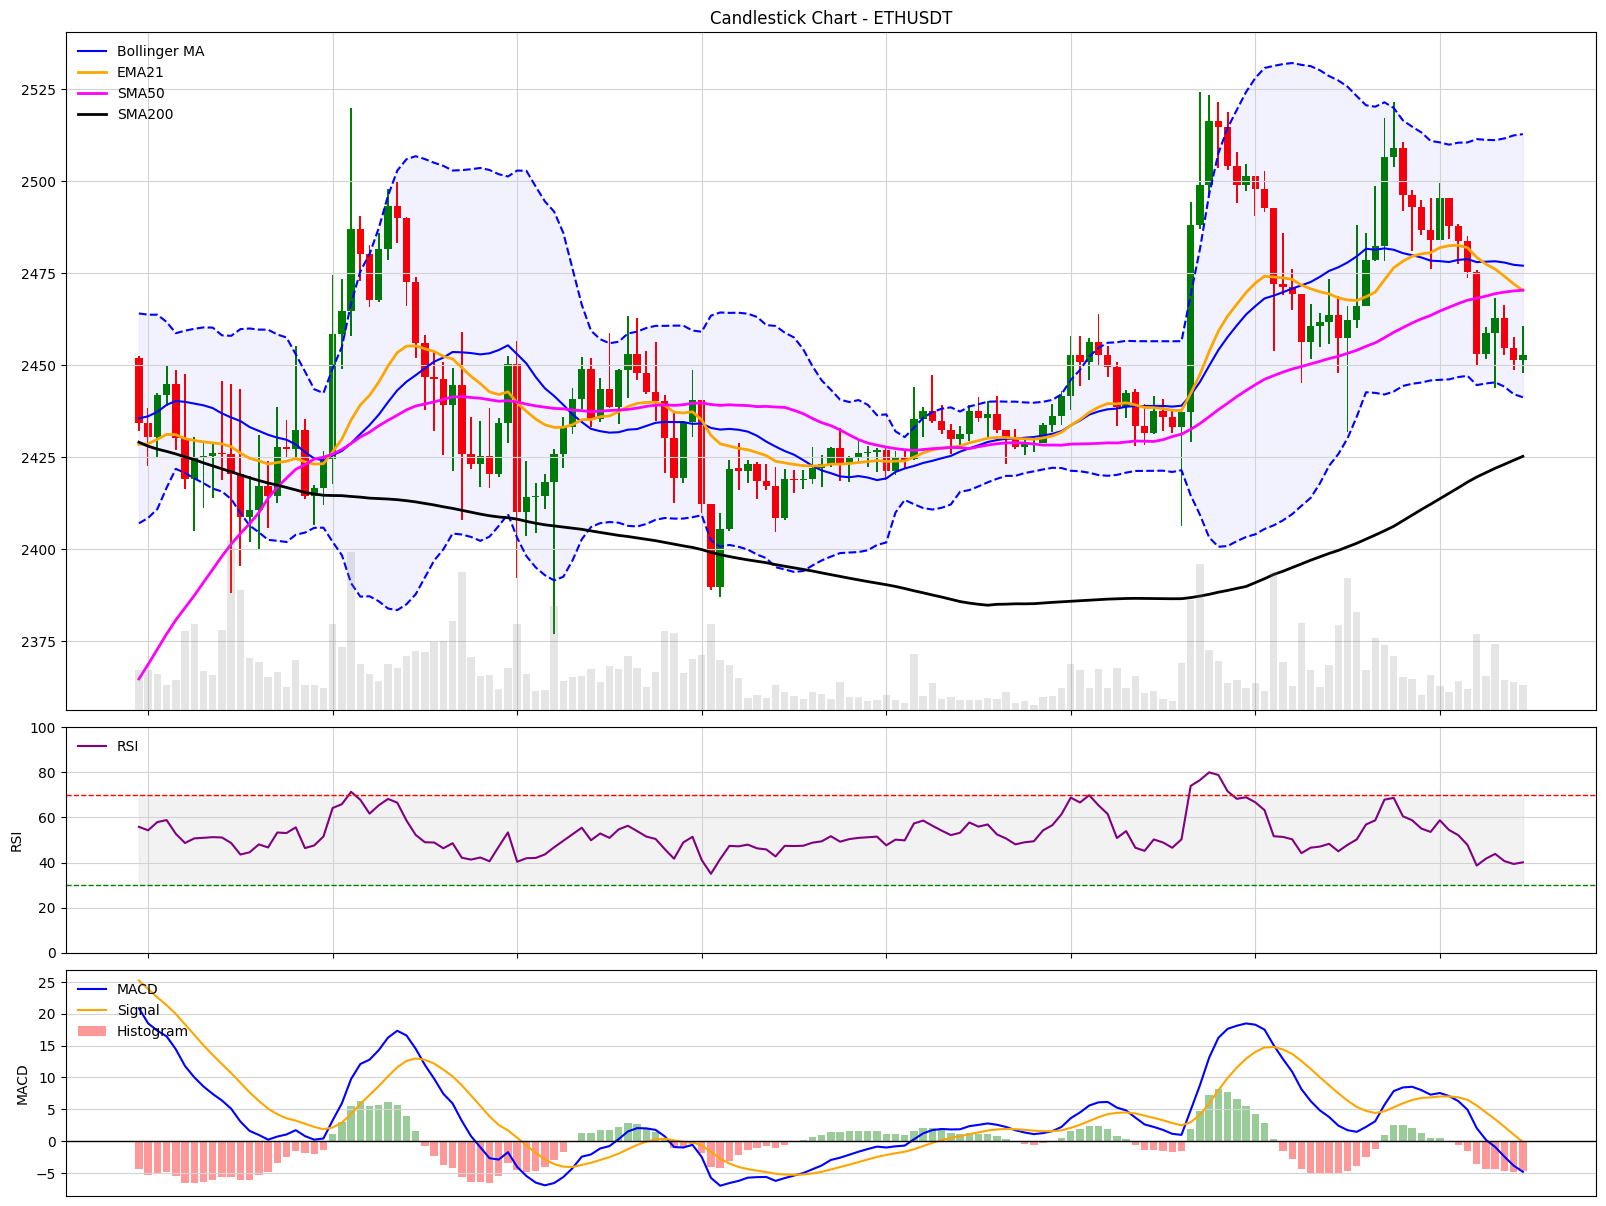 Candlestick Chart - ETHUSDT
Bollinger MA
EMA21
SMA50
SMA200
2525
2500
2475
2450
2425
2400
2375
RSI
100
80
60
40
20
0
RSI
MACD
Signal
Histogram
25
20
15
10
5
0
−5
MACD